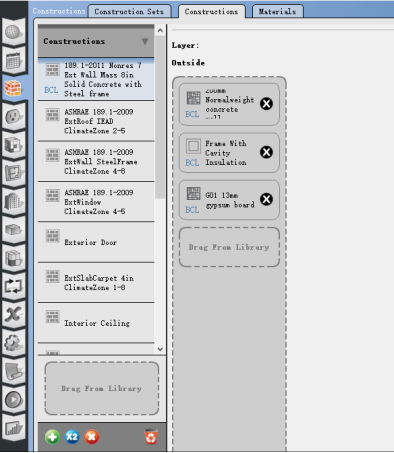 Constructions Construction Sets Constructions Materials
Constructions
189.1-2011 Nonres 7
Ext Wall Mass 8in
Solid Concrete with
Steel frame
BCL
ASHRAE 189.1-2009
ExtRoof IEAD
ClimateZone 2-5
ASHRAE 189.1-2009
ExtWall SteelFrame
ClimateZone 4-8
ASHRAE 189.1-2009
ExtWindow
ClimateZone 4-5
Exterior Door
ExtSlabCarpet 4in
ClimateZone 1-8
Interior Ceiling
Drag From Library
X2
Layer:
Outside
200mm
Normalweight
concrete
wall
BCL
Frame With
Cavity
Insulation
BCL
G01 13mm
gypsum board
BCL
Drag From Library